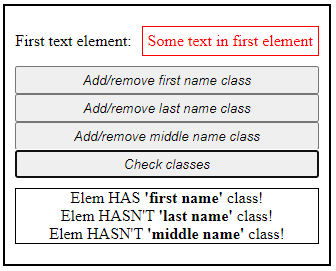 First text element: Some text in first element
Add/remove first name class
Add/remove last name class
Add/remove middle name class
Check classes
Elem HAS 'first name' class!
Elem HASN'T 'last name' class!
Elem HASN'T 'middle name' class!